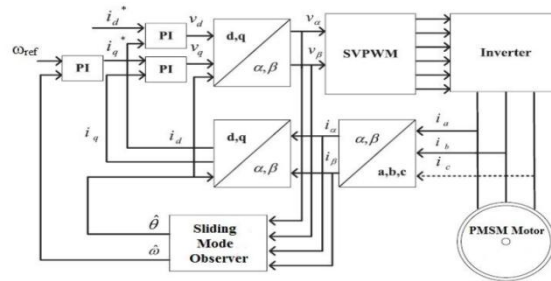 i_d*
v_d
v_α
PI
d,q
ω_ref
i_q*
v_q
v_β
SVPWM
Inverter
PI
PI
α,β
i_q
i_d
d,q
i_α
α,β
i_a
i_b
α,β
i_β
a,b,c
i_c
θ̂
Sliding
Mode
Observer
PMSM Motor
ω̂